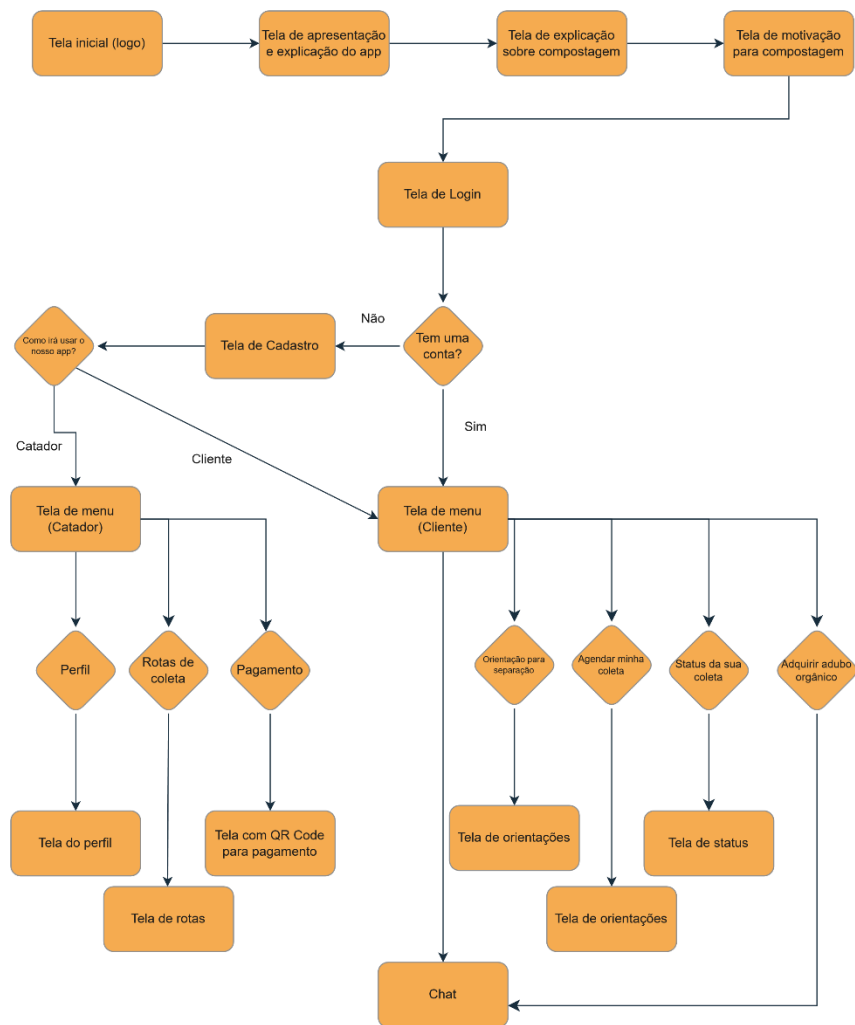 Tela inicial (logo)
Tela de apresentação
e explicação do app
Tela de explicação
sobre compostagem
Tela de motivação
para compostagem
Tela de Login
Tem uma
conta?
Não
Tela de Cadastro
Como irá usar o
nosso app?
Sim
Catador
Cliente
Tela de menu
(Catador)
Tela de menu
(Cliente)
Perfil
Rotas de
coleta
Pagamento
Orientação para
separação
Agendar minha
coleta
Status da sua
coleta
Adquirir adubo
orgânico
Tela do perfil
Tela com QR Code
para pagamento
Tela de orientações
Tela de status
Tela de rotas
Tela de orientações
Chat